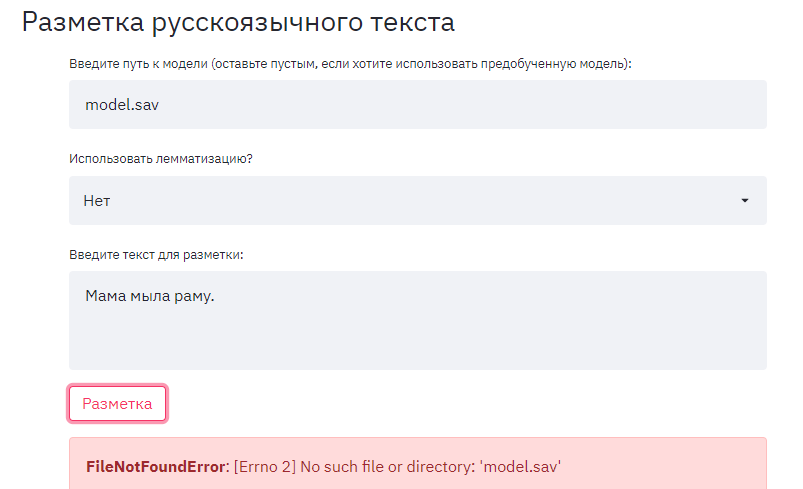 Разметка русскоязычного текста
Введите путь к модели (оставьте пустым, если хотите использовать предобученную модель):
model.sav
Использовать лемматизацию?
Нет
Введите текст для разметки:
Мама мыла раму.
Разметка
FileNotFoundError: [Errno 2] No such file or directory: 'model.sav'